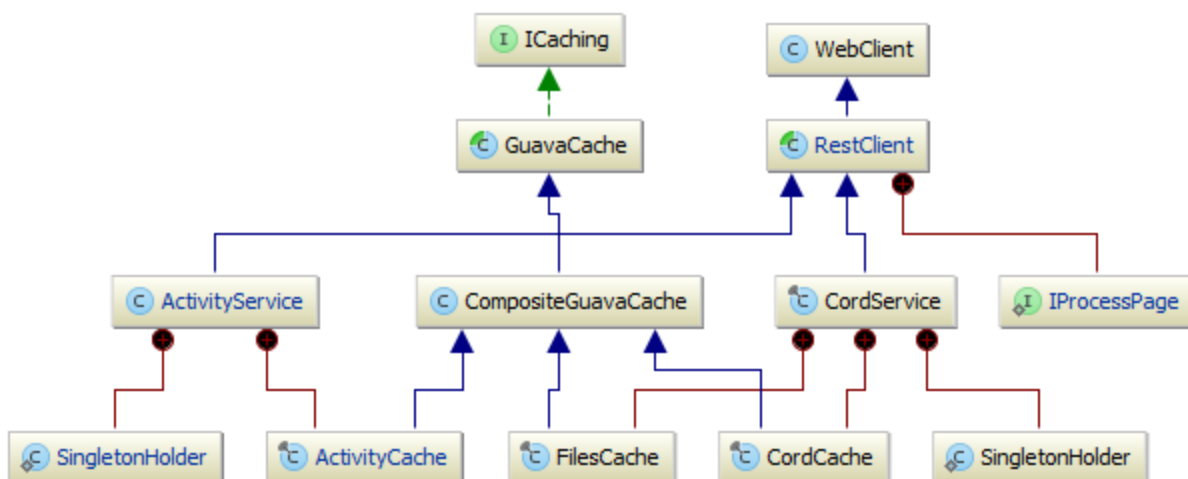 I ICaching
C WebClient
C GuavaCache
C RestClient
C ActivityService
C CompositeGuavaCache
C CordService
I IProcessPage
C SingletonHolder
C ActivityCache
C FilesCache
C CordCache
C SingletonHolder